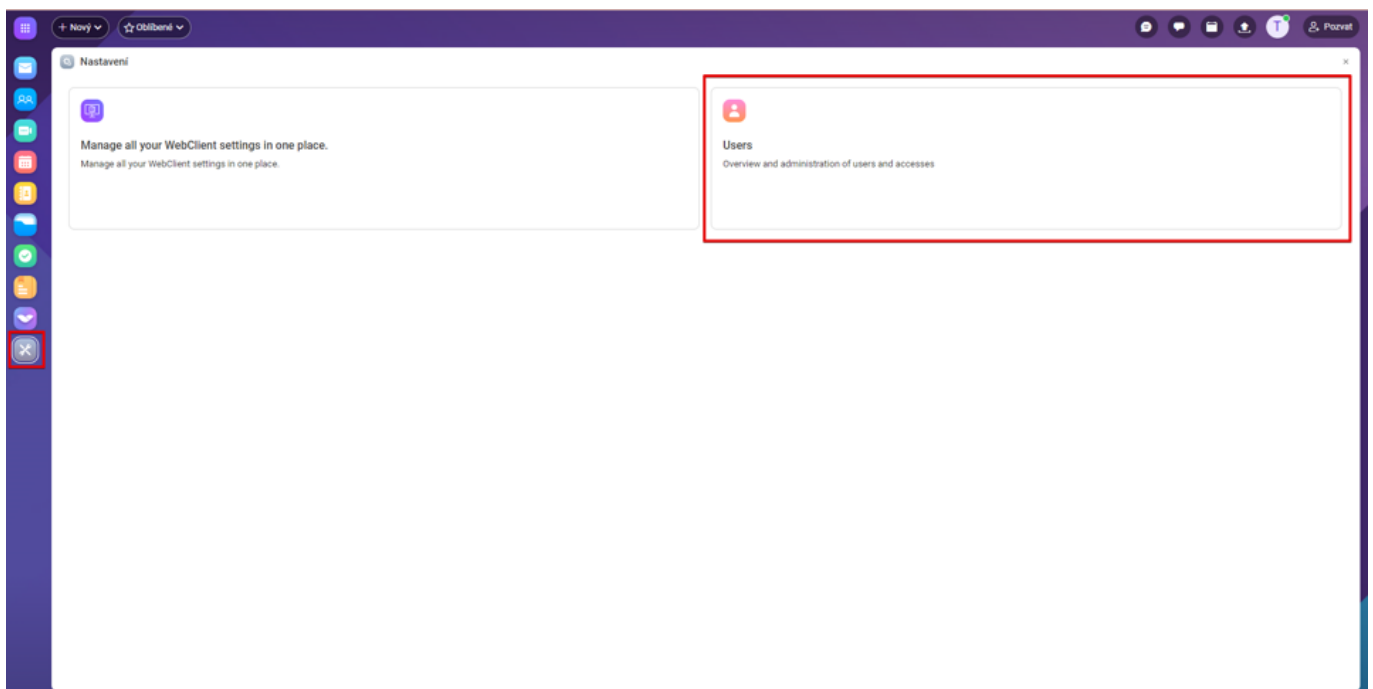 Nový
Oblíbené
T
Pozvat
Nastavení
Manage all your WebClient settings in one place.
Manage all your WebClient settings in one place.
Users
Overview and administration of users and accesses